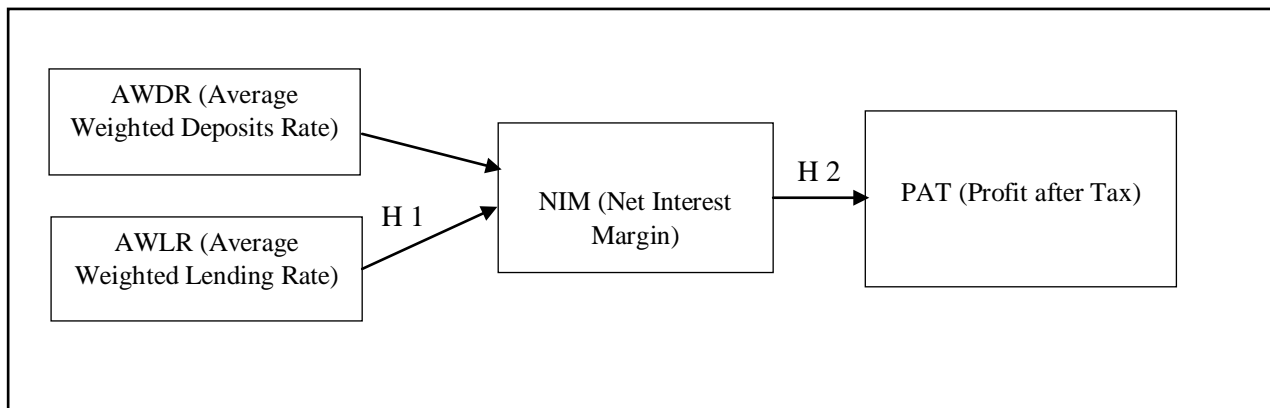 AWDR (Average
Weighted Deposits Rate)
AWLR (Average
Weighted Lending Rate)
H 1
NIM (Net Interest
Margin)
H 2
PAT (Profit after Tax)